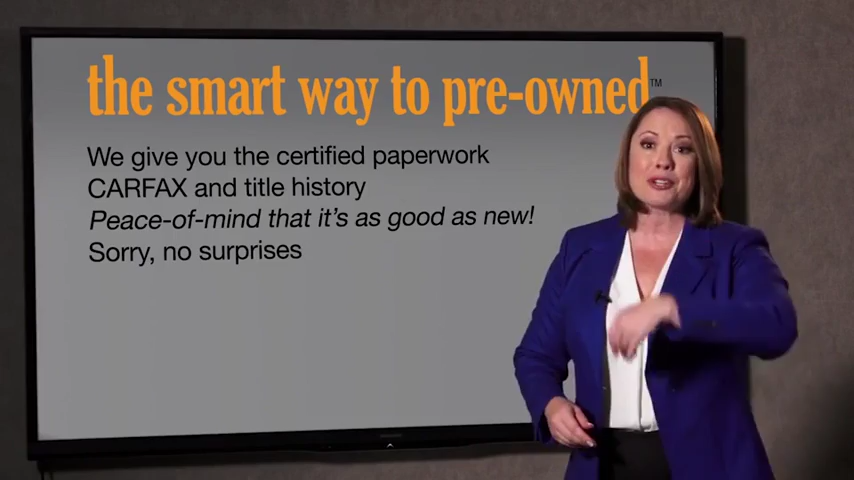 the smart way to pre-owned™
We give you the certified paperwork
CARFAX and title history
Peace-of-mind that it's as good as new!
Sorry, no surprises